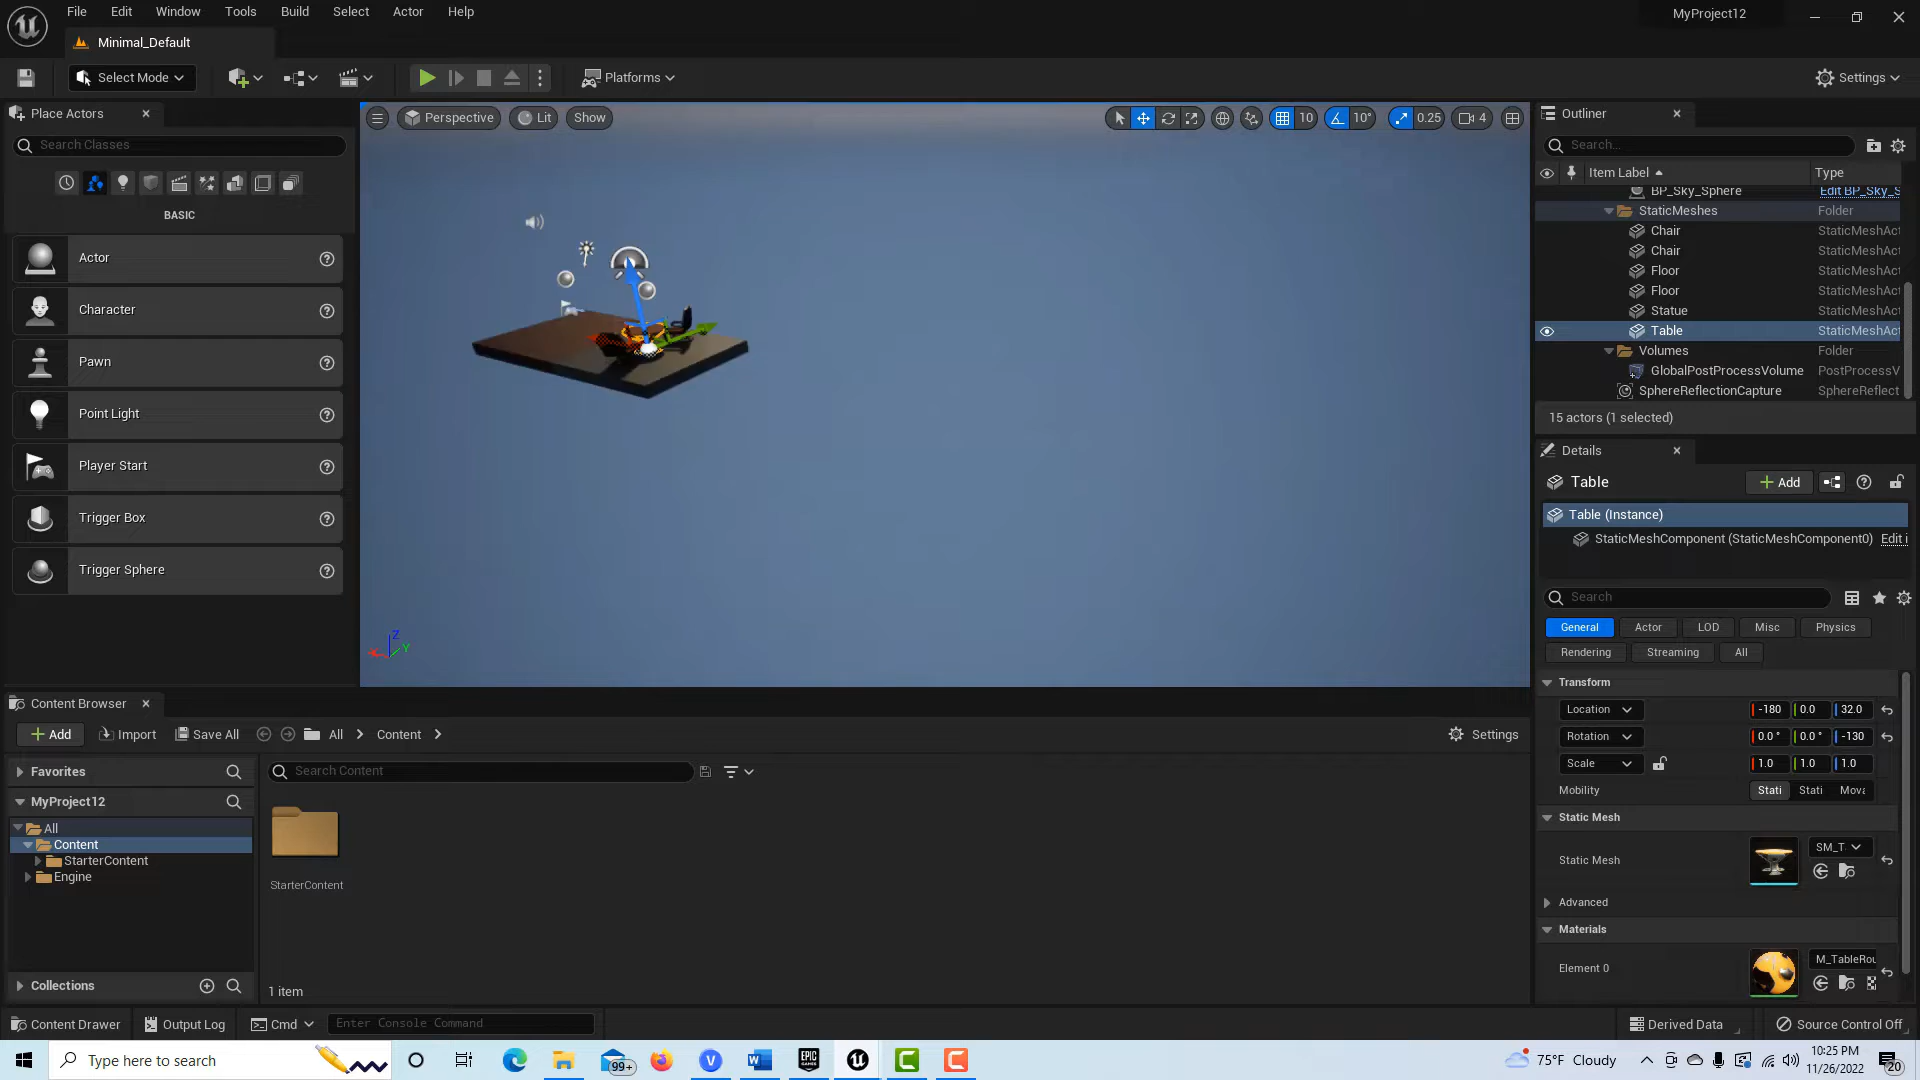 File Edit Window Tools Build Select Actor Help
MyProject12
Minimal_Default
Select Mode
Platforms
Settings
Place Actors
Search Classes
BASIC
Actor
Character
Pawn
Point Light
Player Start
Trigger Box
Trigger Sphere
Perspective Lit Show
10 10° 0.25 4
Z
X
Y
Outliner
Search...
Item Label Type
BP_Sky_Sphere Edit BP_Sky_S
StaticMeshes Folder
Chair StaticMeshAct
Chair StaticMeshAct
Floor StaticMeshAct
Floor StaticMeshAct
Statue StaticMeshAct
Table StaticMeshAct
Volumes Folder
GlobalPostProcessVolume PostProcessV
SphereReflectionCapture SphereReflect
15 actors (1 selected)
Details
Table Add
Table (Instance)
StaticMeshComponent (StaticMeshComponent0) Edit i
Search
General Actor LOD Misc Physics
Rendering Streaming All
Transform
Location -180 0.0 32.0
Rotation 0.0° 0.0° -130
Scale 1.0 1.0 1.0
Mobility Stati Stati Mova
Static Mesh
Static Mesh SM_T
Advanced
Materials
Element 0 M_TableRou
Content Browser
Add Import Save All All Content Settings
Favorites
Search Content
MyProject12
All
Content
StarterContent
Engine
StarterContent
Collections
1 item
Content Drawer Output Log Cmd Enter Console Command Derived Data Source Control Off
Type here to search
99+
EPIC GAMES
75°F Cloudy
10:25 PM
11/26/2022
20